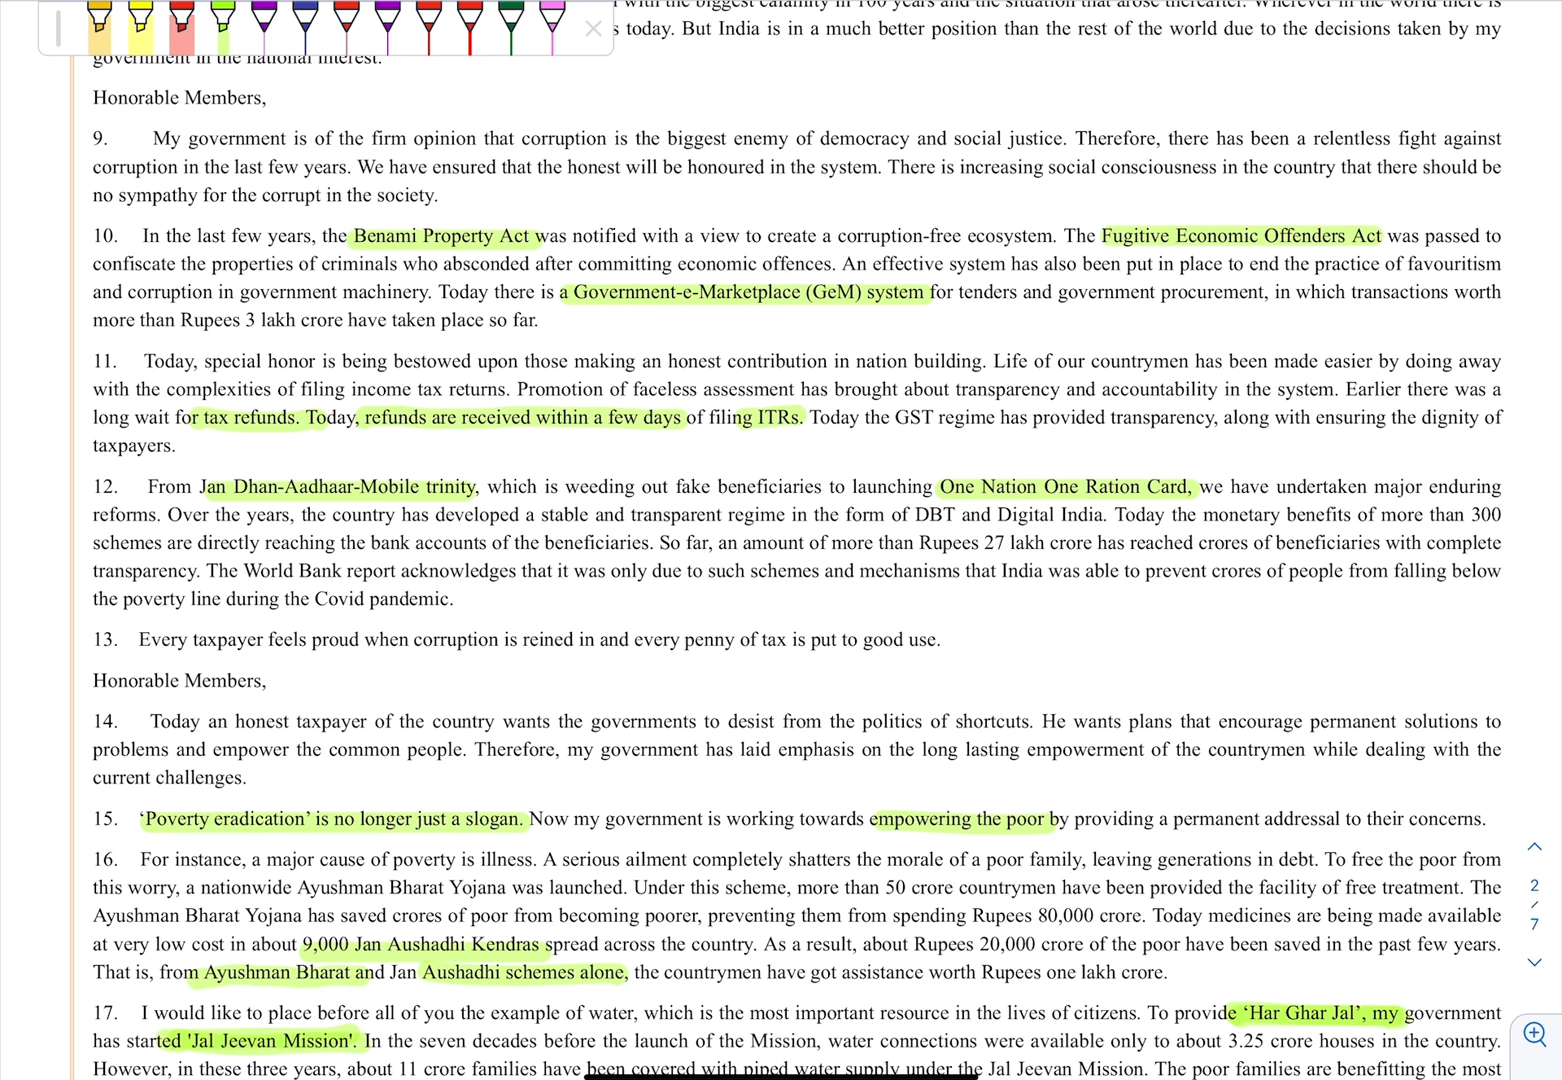 with the biggest calamity in 100 years and the situation that arose thereafter. Wherever in the world there is
s today. But India is in a much better position than the rest of the world due to the decisions taken by my
government in the national interest.
Honorable Members,
9. My government is of the firm opinion that corruption is the biggest enemy of democracy and social justice. Therefore, there has been a relentless fight against
corruption in the last few years. We have ensured that the honest will be honoured in the system. There is increasing social consciousness in the country that there should be
no sympathy for the corrupt in the society.
10. In the last few years, the Benami Property Act was notified with a view to create a corruption-free ecosystem. The Fugitive Economic Offenders Act was passed to
confiscate the properties of criminals who absconded after committing economic offences. An effective system has also been put in place to end the practice of favouritism
and corruption in government machinery. Today there is a Government-e-Marketplace (GeM) system for tenders and government procurement, in which transactions worth
more than Rupees 3 lakh crore have taken place so far.
11. Today, special honor is being bestowed upon those making an honest contribution in nation building. Life of our countrymen has been made easier by doing away
with the complexities of filing income tax returns. Promotion of faceless assessment has brought about transparency and accountability in the system. Earlier there was a
long wait for tax refunds. Today, refunds are received within a few days of filing ITRs. Today the GST regime has provided transparency, along with ensuring the dignity of
taxpayers.
12. From Jan Dhan-Aadhaar-Mobile trinity, which is weeding out fake beneficiaries to launching One Nation One Ration Card, we have undertaken major enduring
reforms. Over the years, the country has developed a stable and transparent regime in the form of DBT and Digital India. Today the monetary benefits of more than 300
schemes are directly reaching the bank accounts of the beneficiaries. So far, an amount of more than Rupees 27 lakh crore has reached crores of beneficiaries with complete
transparency. The World Bank report acknowledges that it was only due to such schemes and mechanisms that India was able to prevent crores of people from falling below
the poverty line during the Covid pandemic.
13. Every taxpayer feels proud when corruption is reined in and every penny of tax is put to good use.
Honorable Members,
14. Today an honest taxpayer of the country wants the governments to desist from the politics of shortcuts. He wants plans that encourage permanent solutions to
problems and empower the common people. Therefore, my government has laid emphasis on the long lasting empowerment of the countrymen while dealing with the
current challenges.
15. ‘Poverty eradication’ is no longer just a slogan. Now my government is working towards empowering the poor by providing a permanent addressal to their concerns.
16. For instance, a major cause of poverty is illness. A serious ailment completely shatters the morale of a poor family, leaving generations in debt. To free the poor from
this worry, a nationwide Ayushman Bharat Yojana was launched. Under this scheme, more than 50 crore countrymen have been provided the facility of free treatment. The
Ayushman Bharat Yojana has saved crores of poor from becoming poorer, preventing them from spending Rupees 80,000 crore. Today medicines are being made available
at very low cost in about 9,000 Jan Aushadhi Kendras spread across the country. As a result, about Rupees 20,000 crore of the poor have been saved in the past few years.
That is, from Ayushman Bharat and Jan Aushadhi schemes alone, the countrymen have got assistance worth Rupees one lakh crore.
17. I would like to place before all of you the example of water, which is the most important resource in the lives of citizens. To provide ‘Har Ghar Jal’, my government
has started 'Jal Jeevan Mission'. In the seven decades before the launch of the Mission, water connections were available only to about 3.25 crore houses in the country.
However, in these three years, about 11 crore families have been covered with piped water supply under the Jal Jeevan Mission. The poor families are benefitting the most
2
/
7